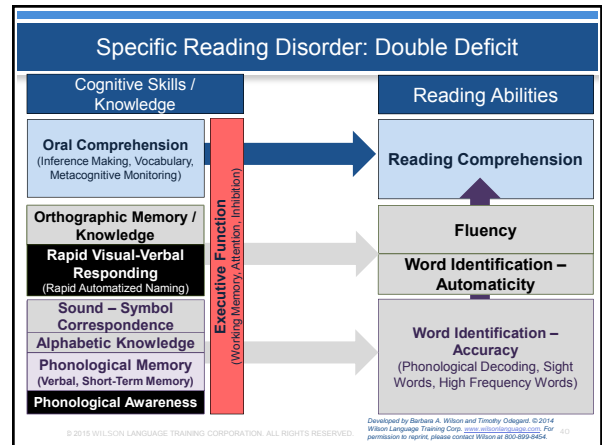 Specific Reading Disorder: Double Deficit
Cognitive Skills /
Knowledge
Reading Abilities
Oral Comprehension
(Inference Making, Vocabulary,
Metacognitive Monitoring)
Reading Comprehension
Orthographic Memory /
Knowledge
Rapid Visual-Verbal
Responding
(Rapid Automatized Naming)
Executive Function
(Working Memory, Attention, Inhibition)
Fluency
Word Identification –
Automaticity
Sound – Symbol
Correspondence
Alphabetic Knowledge
Phonological Memory
(Verbal, Short-Term Memory)
Phonological Awareness
Word Identification –
Accuracy
(Phonological Decoding, Sight
Words, High Frequency Words)
© 2015 WILSON LANGUAGE TRAINING CORPORATION. ALL RIGHTS RESERVED.
Developed by Barbara A. Wilson and Timothy Odegard. © 2014
Wilson Language Training Corp. www.wilsonlanguage.com. For
permission to reprint, please contact Wilson at 800-899-8454.
40